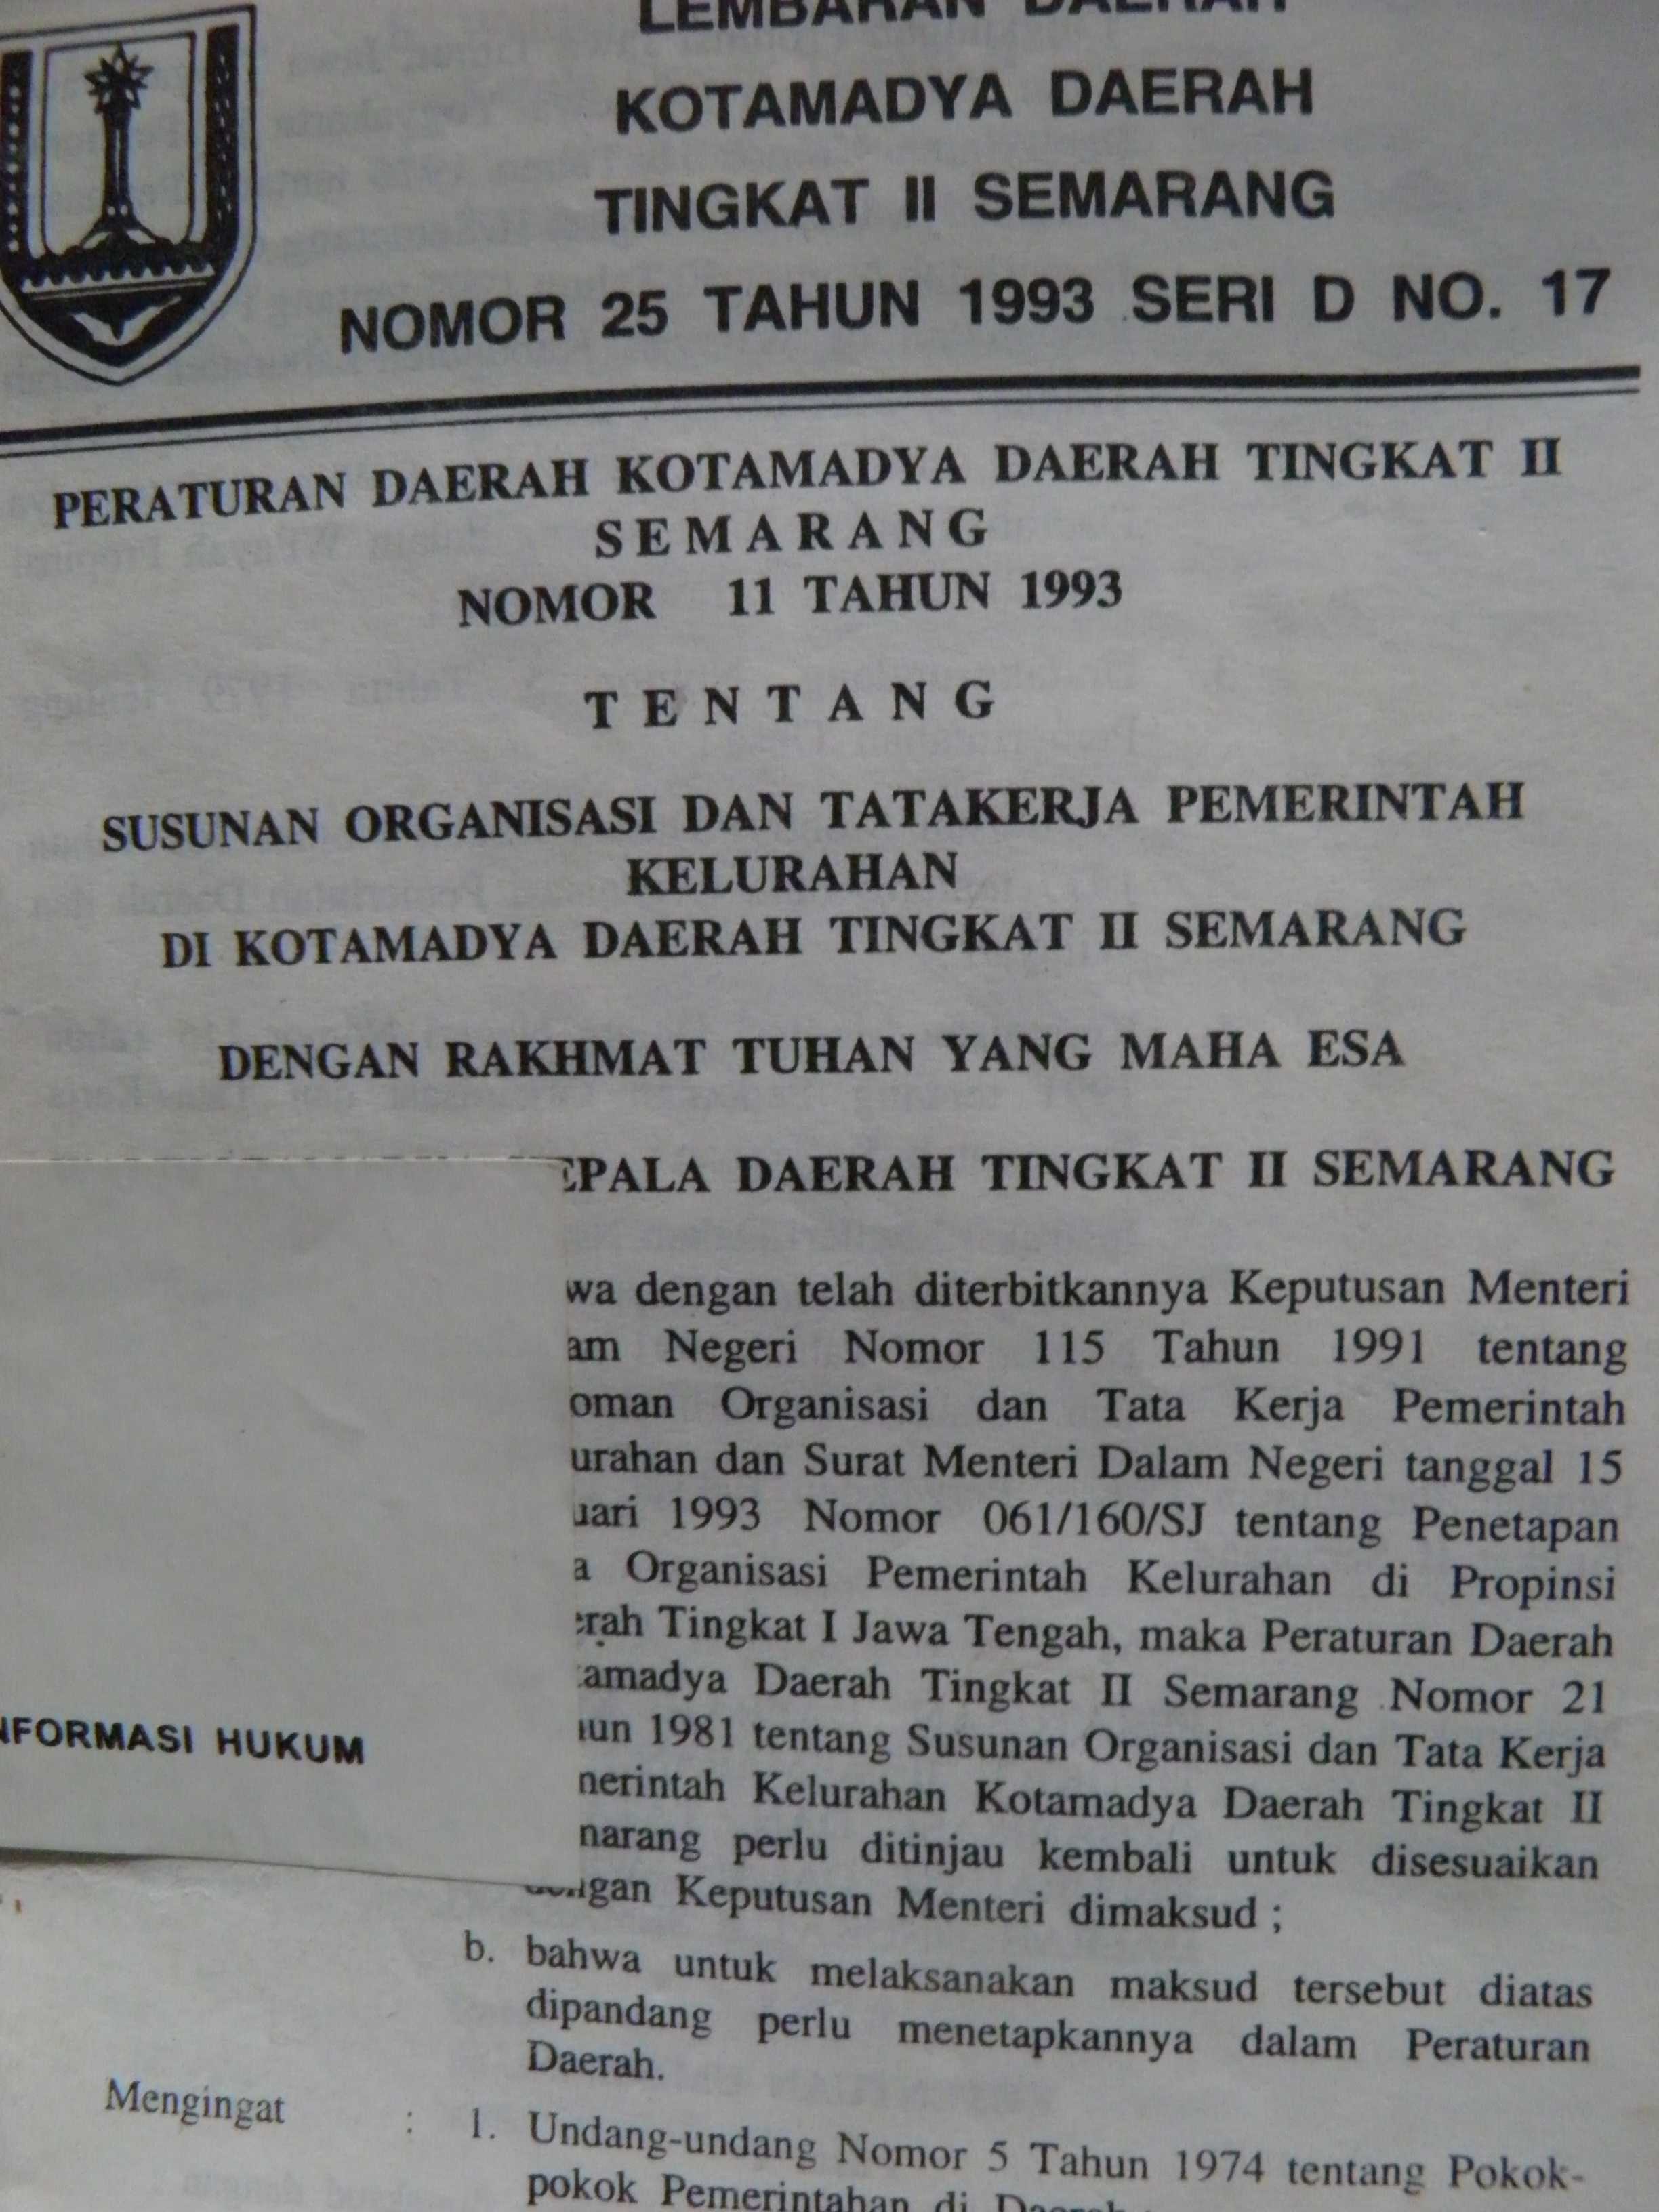 LEMBARAN DAERAH
KOTAMADYA DAERAH
TINGKAT II SEMARANG
NOMOR 25 TAHUN 1993 SERI D NO. 17
PERATURAN DAERAH KOTAMADYA DAERAH TINGKAT II
SEMARANG
NOMOR 11 TAHUN 1993
TENTANG
SUSUNAN ORGANISASI DAN TATAKERJA PEMERINTAH
KELURAHAN
DI KOTAMADYA DAERAH TINGKAT II SEMARANG
DENGAN RAKHMAT TUHAN YANG MAHA ESA
EPALA DAERAH TINGKAT II SEMARANG
wa dengan telah diterbitkannya Keputusan Menteri
am Negeri Nomor 115 Tahun 1991 tentang
oman Organisasi dan Tata Kerja Pemerintah
urahan dan Surat Menteri Dalam Negeri tanggal 15
uari 1993 Nomor 061/160/SJ tentang Penetapan
a Organisasi Pemerintah Kelurahan di Propinsi
erah Tingkat I Jawa Tengah, maka Peraturan Daerah
amadya Daerah Tingkat II Semarang Nomor 21
un 1981 tentang Susunan Organisasi dan Tata Kerja
nerintah Kelurahan Kotamadya Daerah Tingkat II
narang perlu ditinjau kembali untuk disesuaikan
dengan Keputusan Menteri dimaksud ;
NFORMASI HUKUM
b. bahwa untuk melaksanakan maksud tersebut diatas
dipandang perlu menetapkannya dalam Peraturan
Daerah.
Mengingat : 1. Undang-undang Nomor 5 Tahun 1974 tentang Pokok-
pokok Pemerintahan di Daerah ;